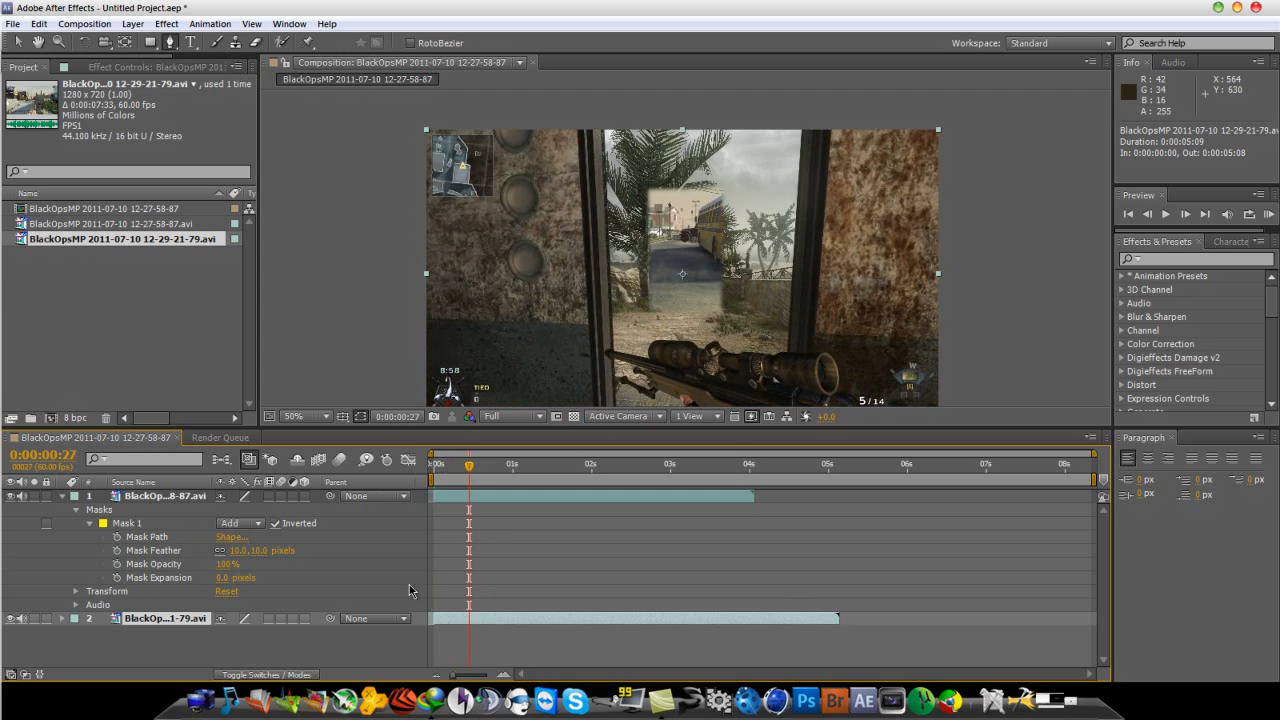 Adobe After Effects - Untitled Project.aep *
File Edit Composition Layer Effect Animation View Window Help
RotoBezier
Workspace: Standard
Search Help
Project
Effect Controls: BlackOpsMP 201
BlackOp...0 12-29-21-79.avi ▾ , used 1 time
1280 x 720 (1.00)
Δ 0:00:07:33, 60.00 fps
Millions of Colors
FPS1
44.100 kHz / 16 bit U / Stereo
Name
Ty
BlackOpsMP 2011-07-10 12-27-58-87
BlackOpsMP 2011-07-10 12-27-58-87.avi
BlackOpsMP 2011-07-10 12-29-21-79.avi
8 bpc
Composition: BlackOpsMP 2011-07-10 12-27-58-87
BlackOpsMP 2011-07-10 12-27-58-87
8:58
TIED
5/14
50%
0:00:00:27
Full
Active Camera
1 View
+0.0
Info Audio
R: 42
G: 34
B: 16
A: 255
X: 564
Y: 630
BlackOpsMP 2011-07-10 12-29-21-79.avi
Duration: 0:00:05:09
In: 0:00:00:00, Out: 0:00:05:08
Preview
Effects & Presets Characte
* Animation Presets
3D Channel
Audio
Blur & Sharpen
Channel
Color Correction
Digieffects Damage v2
Digieffects FreeForm
Distort
Expression Controls
BlackOpsMP 2011-07-10 12-27-58-87
Render Queue
0:00:00:27
00027 (60.00 fps)
:00s 01s 02s 03s 04s 05s 06s 07s 08s
# Source Name
Parent
1 BlackOp...8-87.avi None
Masks
Mask 1 Add Inverted
Mask Path Shape...
Mask Feather 10.0,10.0 pixels
Mask Opacity 100%
Mask Expansion 0.0 pixels
Transform Reset
Audio
2 BlackOp...1-79.avi None
Toggle Switches / Modes
Paragraph
0 px 0 px 0 px
0 px 0 px
99
Ps Br AE